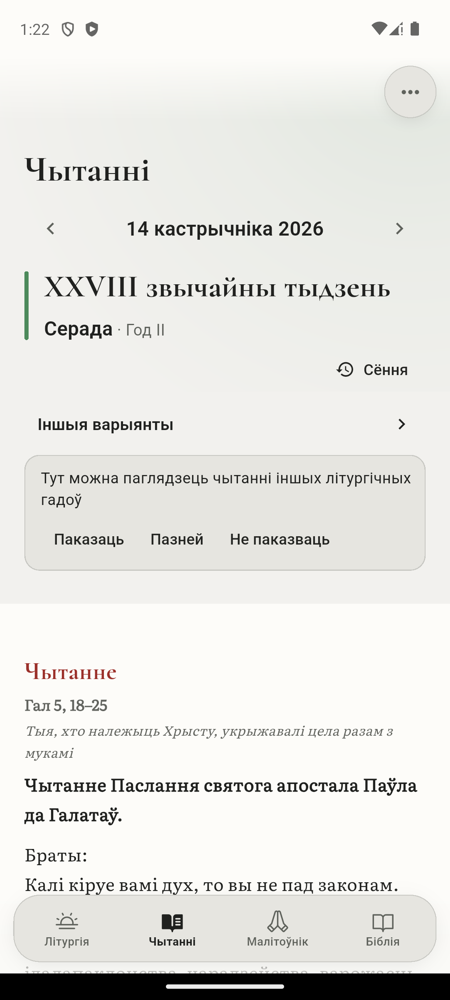 1:22
Чытанні
14 кастрычніка 2026
XXVIII звычайны тыдзень
Серада · Год II
Сёння
Іншыя варыянты
Тут можна паглядзець чытанні іншых літургічных
гадоў
Паказаць Пазней Не паказваць
Чытанне
Гал 5, 18–25
Тыя, хто належыць Хрысту, укрыжавалі цела разам з
мукамі
Чытанне Паслання святога апостала Паўла
да Галатаў.
Браты:
Калі кіруе вамі дух, то вы не пад законам.
Літургія Чытанні Малітоўнік Біблія